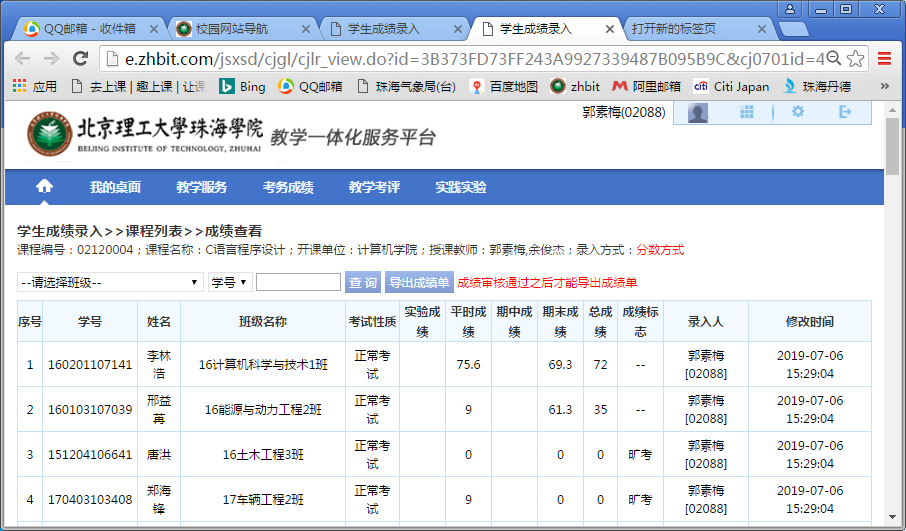 QQ邮箱 - 收件箱 校园网站导航 学生成绩录入 学生成绩录入 打开新的标签页
e.zhbit.com/jsxsd/cjgl/cjlr_view.do?id=3B373FD73FF243A9927339487B095B9C&cj0701id=4
应用 去上课 | 趣上课 | 让课 Bing QQ邮箱 珠海气象局(台) 百度地图 zhbit 阿里邮箱 citi Citi Japan 珠海丹德 »
郭素梅(02088)
北京理工大學珠海學院 教学一体化服务平台
BEIJING INSTITUTE OF TECHNOLOGY, ZHUHAI
我的桌面 教学服务 考务成绩 教学考评 实践实验
学生成绩录入>>课程列表>>成绩查看
课程编号：02120004；课程名称：C语言程序设计；开课单位：计算机学院；授课教师：郭素梅,余俊杰；录入方式：分数方式
--请选择班级-- 学号 查 询 导出成绩单 成绩审核通过之后才能导出成绩单
序号 学号 姓名 班级名称 考试性质 实验成绩 平时成绩 期中成绩 期末成绩 总成绩 成绩标志 录入人 修改时间
1 160201107141 李林浩 16计算机科学与技术1班 正常考试 75.6 69.3 72 -- 郭素梅[02088] 2019-07-06 15:29:04
2 160103107039 邢益苒 16能源与动力工程2班 正常考试 9 61.3 35 -- 郭素梅[02088] 2019-07-06 15:29:04
3 151204106641 唐洪 16土木工程3班 正常考试 0 0 0 旷考 郭素梅[02088] 2019-07-06 15:29:04
4 170403103408 郑海锋 17车辆工程2班 正常考试 9 0 0 旷考 郭素梅[02088] 2019-07-06 15:29:04